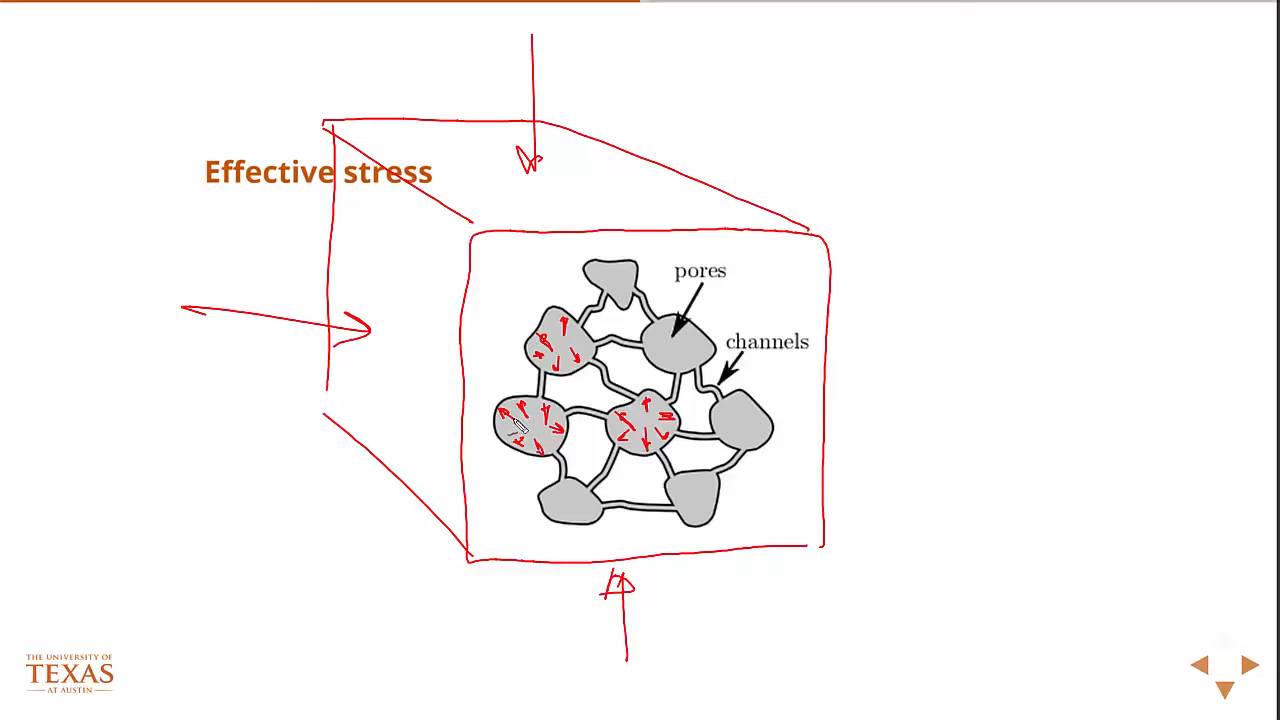 Effective stress
pores
channels
THE UNIVERSITY OF
TEXAS
AT AUSTIN